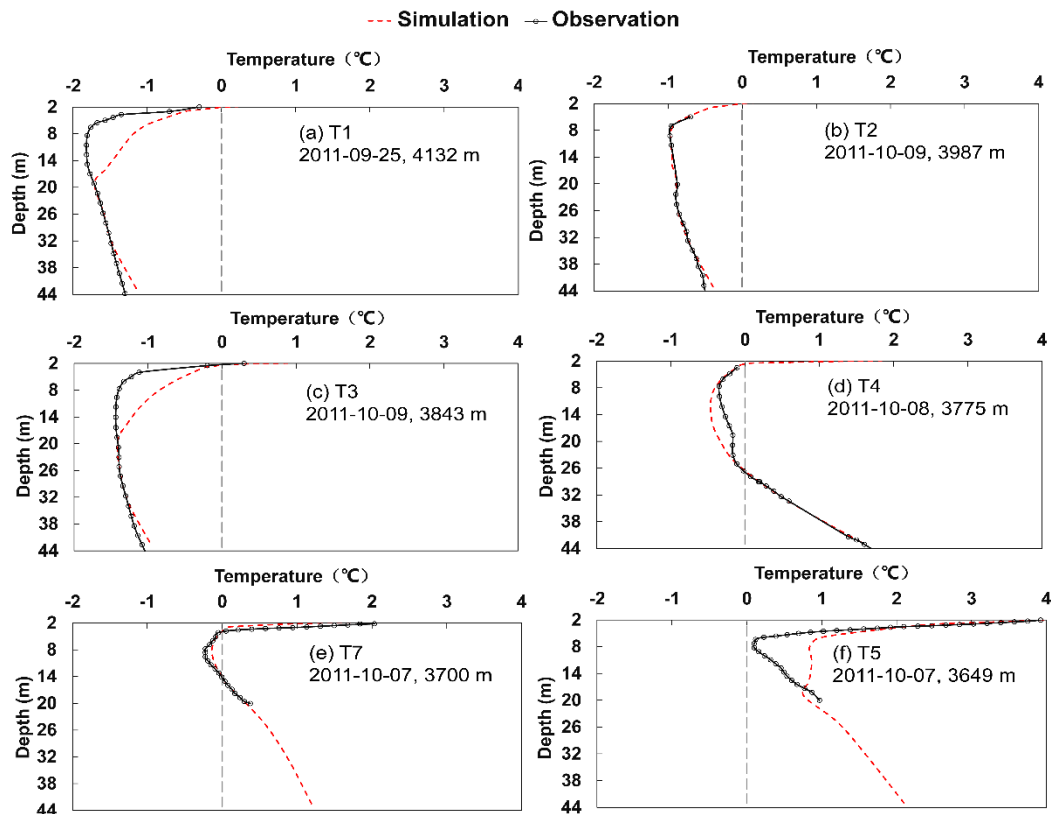 Simulation Observation
Temperature（℃） Temperature（℃）
-2 -1 0 1 2 3 4 -2 -1 0 1 2 3 4
2 8 14 20 26 32 38 44
Depth (m)
(a) T1
2011-09-25, 4132 m
2 8 14 20 26 32 38 44
Depth (m)
(b) T2
2011-10-09, 3987 m
Temperature（℃） Temperature（℃）
-2 -1 0 1 2 3 4 -2 -1 0 1 2 3 4
2 8 14 20 26 32 38 44
Depth (m)
(c) T3
2011-10-09, 3843 m
2 8 14 20 26 32 38 44
Depth (m)
(d) T4
2011-10-08, 3775 m
Temperature（℃） Temperature（℃）
-2 -1 0 1 2 3 4 -2 -1 0 1 2 3 4
2 8 14 20 26 32 38 44
Depth (m)
(e) T7
2011-10-07, 3700 m
2 8 14 20 26 32 38 44
Depth (m)
(f) T5
2011-10-07, 3649 m